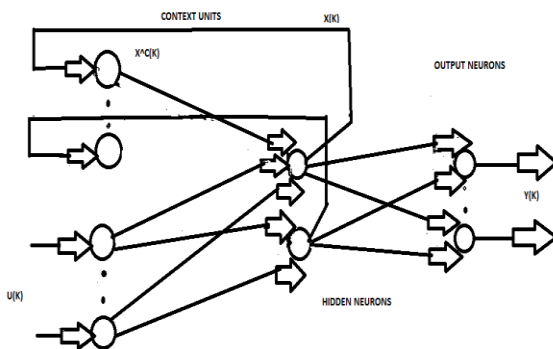 CONTEXT UNITS
X(K)
X^C(K)
OUTPUT NEURONS
Y(K)
U(K)
HIDDEN NEURONS